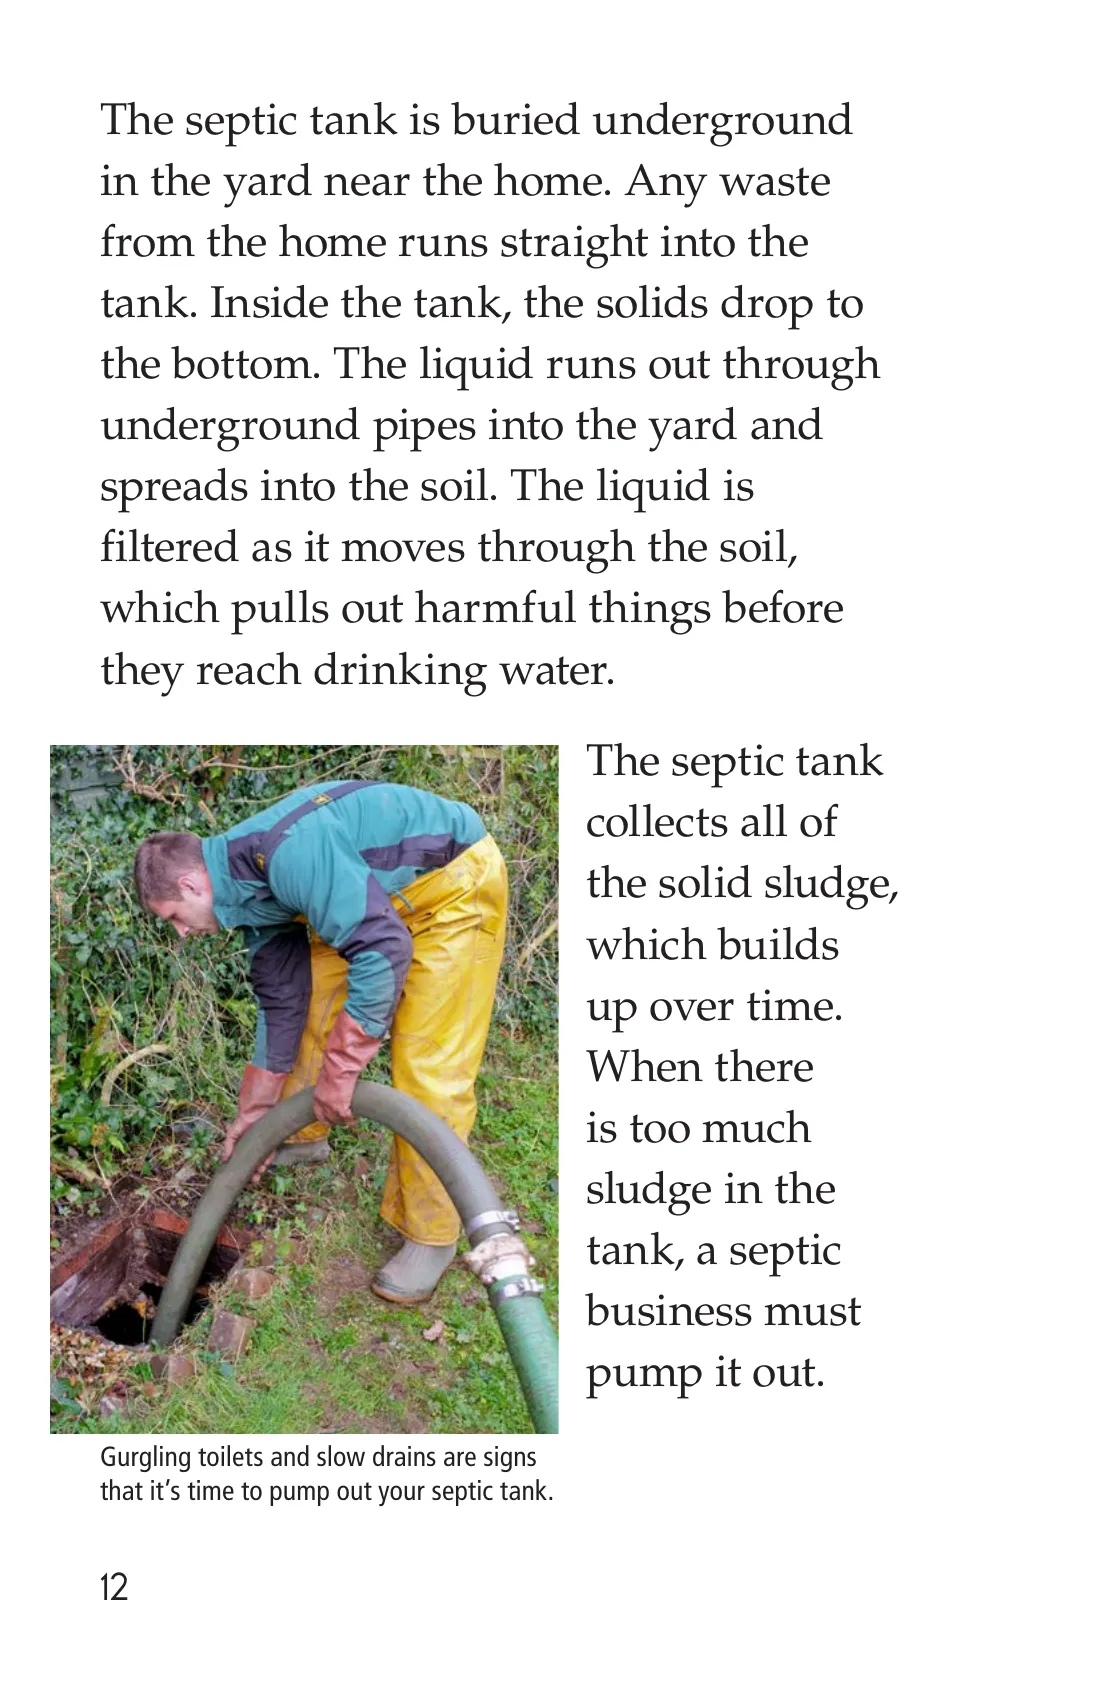 The septic tank is buried underground
in the yard near the home. Any waste
from the home runs straight into the
tank. Inside the tank, the solids drop to
the bottom. The liquid runs out through
underground pipes into the yard and
spreads into the soil. The liquid is
filtered as it moves through the soil,
which pulls out harmful things before
they reach drinking water.
The septic tank
collects all of
the solid sludge,
which builds
up over time.
When there
is too much
sludge in the
tank, a septic
business must
pump it out.
Gurgling toilets and slow drains are signs
that it’s time to pump out your septic tank.
12